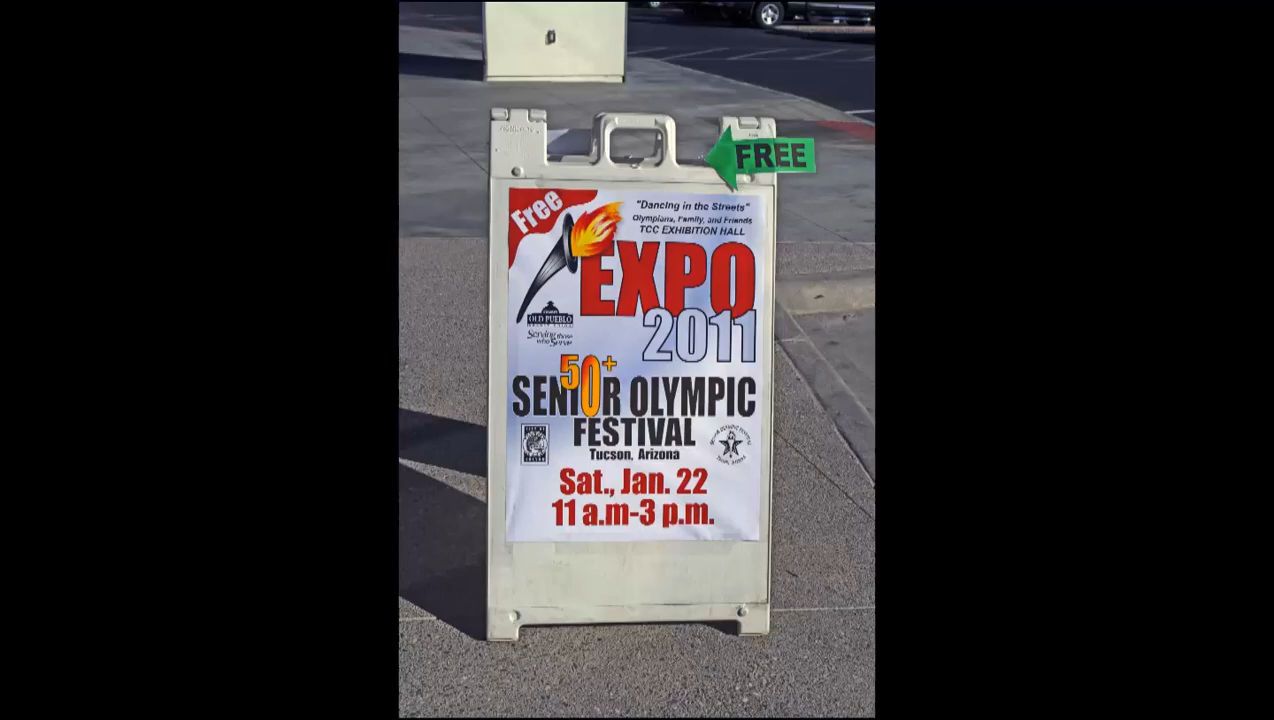 FREE
Free
"Dancing in the Streets"
Olympians, Family, and Friends
TCC EXHIBITION HALL
EXPO
2011
OLD PUEBLO
Serving those
who Serve
50+
SENIOR OLYMPIC
FESTIVAL
Tucson, Arizona
Sat., Jan. 22
11 a.m-3 p.m.